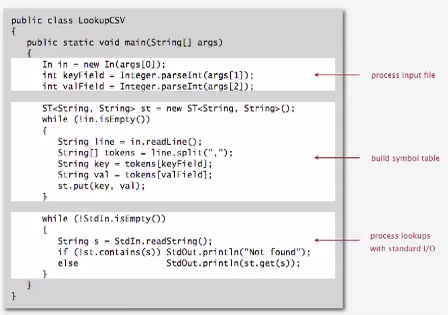 public class LookupCSV
{
public static void main(String[] args)
{
In in = new In(args[0]);
int keyField = Integer.parseInt(args[1]);
int valField = Integer.parseInt(args[2]);
process input file
ST<String, String> st = new ST<String, String>();
while (!in.isEmpty())
{
String line = in.readLine();
String[] tokens = line.split(",");
String key = tokens[keyField];
String val = tokens[valField];
st.put(key, val);
}
build symbol table
while (!StdIn.isEmpty())
{
String s = StdIn.readString();
if (!st.contains(s)) StdOut.println("Not found");
else StdOut.println(st.get(s));
}
process lookups
with standard I/O
}
}